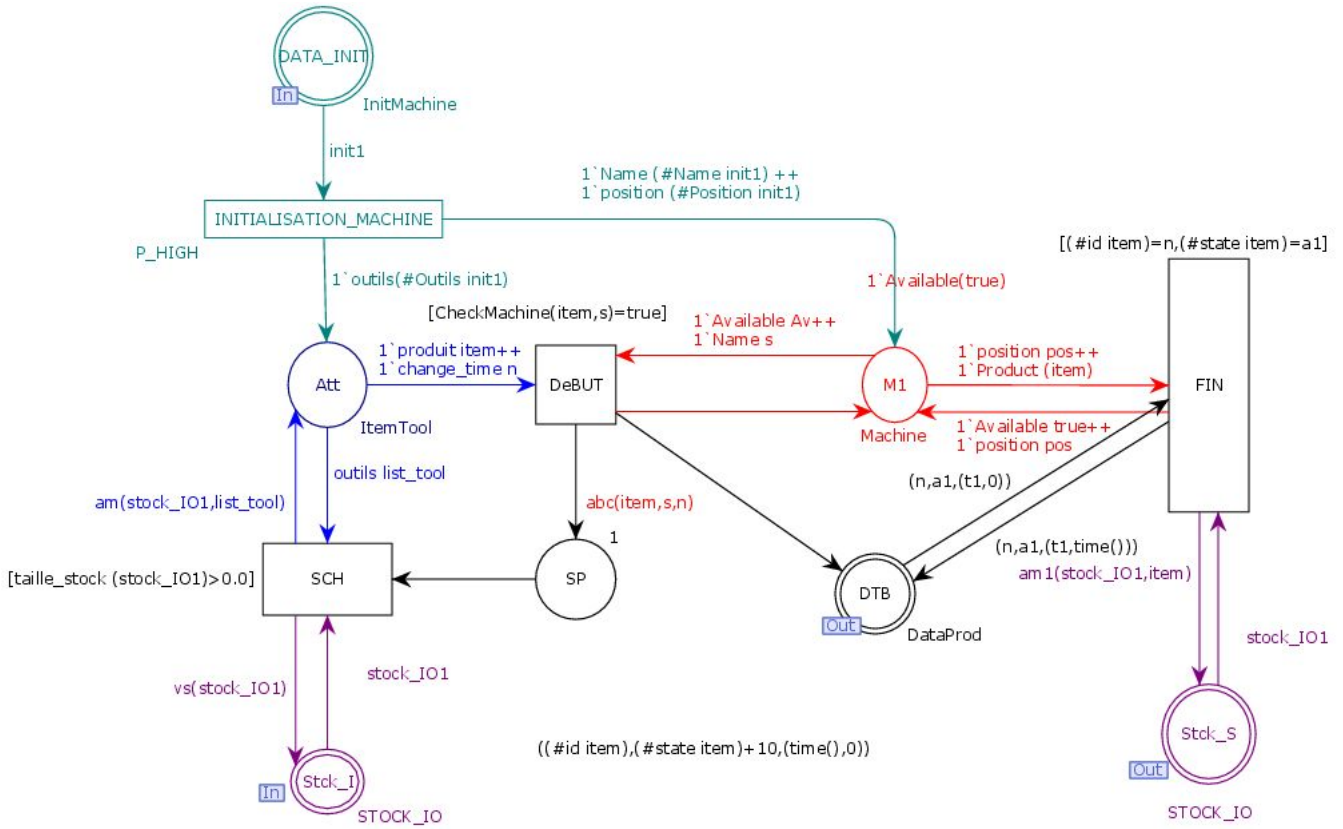 DATA_INIT
In
InitMachine
init1
1`Name (#Name init1) ++
1`position (#Position init1)
INITIALISATION_MACHINE
P_HIGH
[(#id item)=n,(#state item)=a1]
1`outils(#Outils init1)
1`Available(true)
[CheckMachine(item,s)=true]
1`Available Av++
1`Name s
1`produit item++
1`change_time n
1`position pos++
1`Product (item)
Att
DeBUT
M1
FIN
ItemTool
Machine
1`Available true++
1`position pos
outils list_tool
(n,a1,(t1,0))
am(stock_IO1,list_tool)
abc(item,s,n)
1
(n,a1,(t1,time()))
am1(stock_IO1,item)
[taille_stock (stock_IO1)>0.0]
SCH
SP
DTB
Out
DataProd
stock_IO1
stock_IO1
vs(stock_IO1)
((#id item),(#state item)+10,(time(),0))
Stck_S
Out
Stck_I
In
STOCK_IO
STOCK_IO